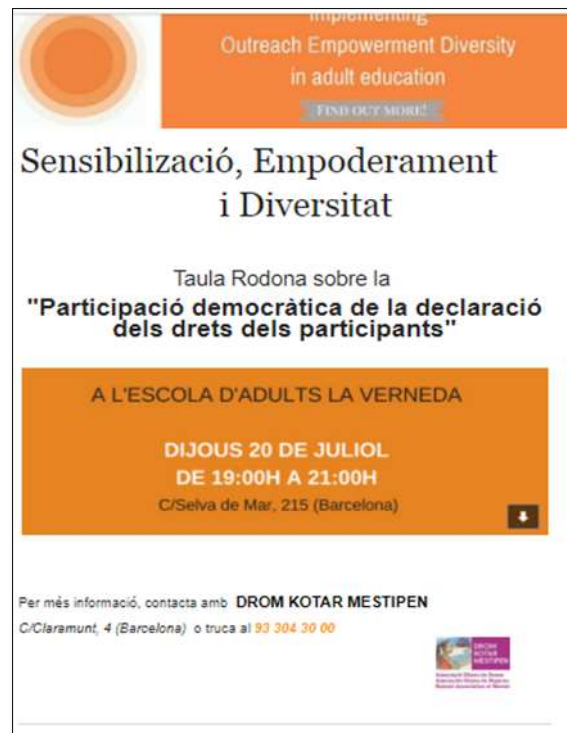 Implementing
Outreach Empowerment Diversity
in adult education
FIND OUT MORE!
Sensibilizació, Empoderament
i Diversitat
Taula Rodona sobre la
"Participació democràtica de la declaració
dels drets dels participants"
A L'ESCOLA D'ADULTS LA VERNEDA
DIJOUS 20 DE JULIOL
DE 19:00H A 21:00H
C/Selva de Mar, 215 (Barcelona)
Per més informació, contacta amb DROM KOTAR MESTIPEN
C/Claramunt, 4 (Barcelona) o truca al 93 304 30 00
DROM
KOTAR
MESTIPEN